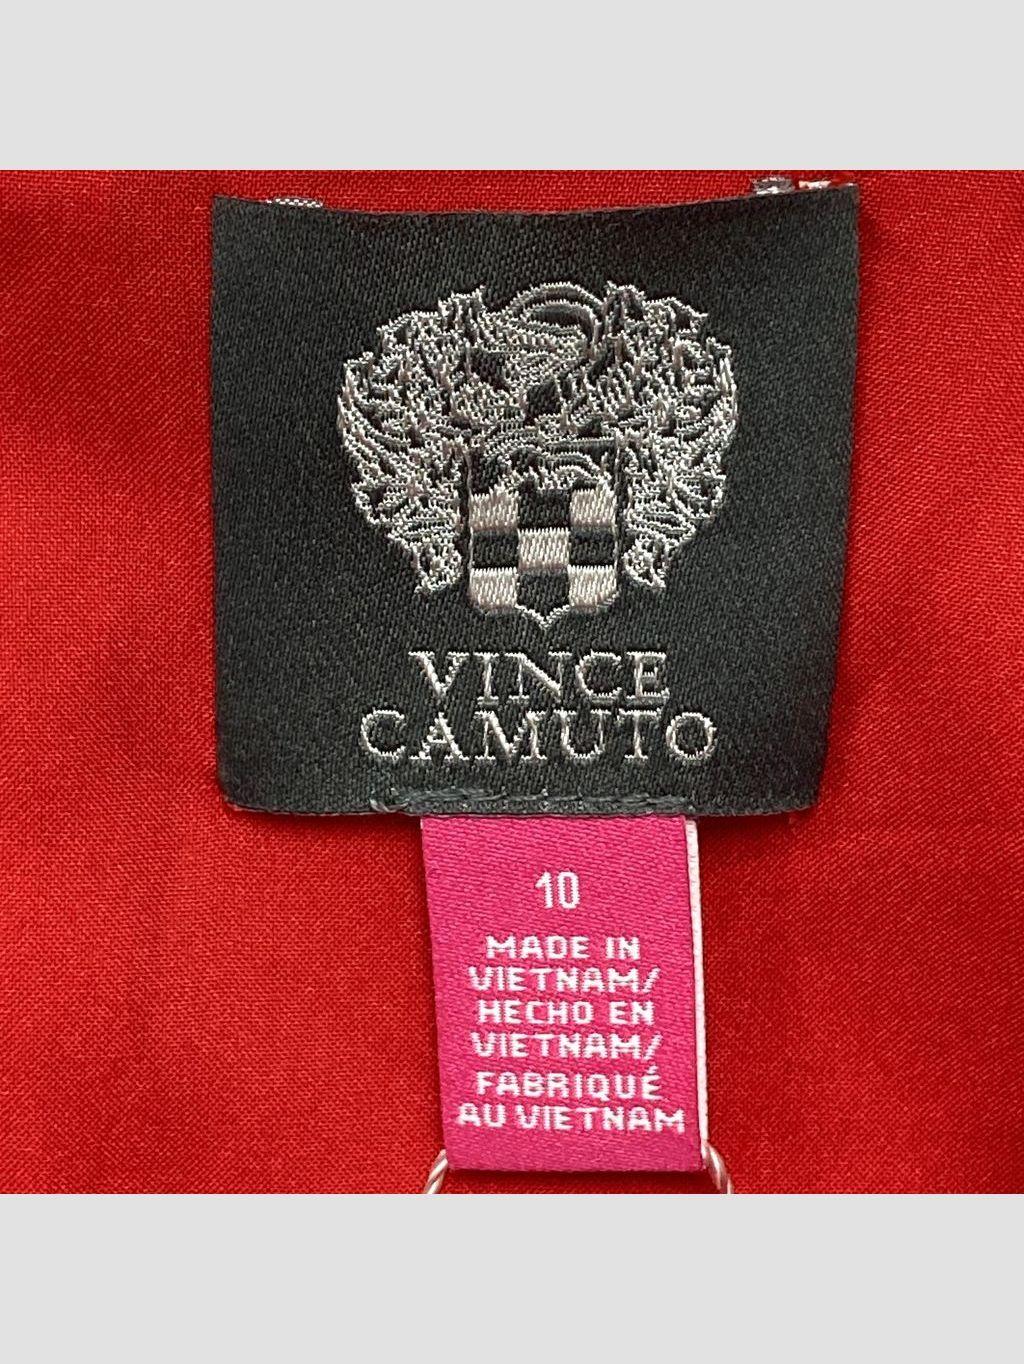 VINCE
CAMUTO
10
MADE IN
VIETNAM/
HECHO EN
VIETNAM/
FABRIQUÉ
AU VIETNAM